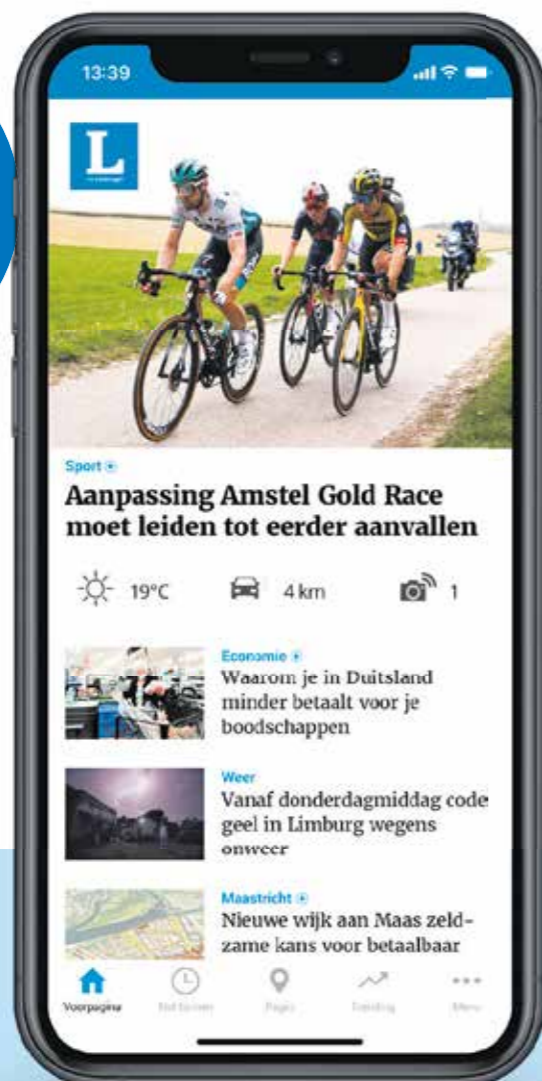 13:39
L
Sport
Aanpassing Amstel Gold Race
moet leiden tot eerder aanvallen
19°C
4 km
1
Economie
Waarom je in Duitsland
minder betaalt voor je
boodschappen
Weer
Vanaf donderdagmiddag code
geel in Limburg wegens
onweer
Maastricht
Nieuwe wijk aan Maas zeld-
zame kans voor betaalbaar
Voorpagina
Trending
Menu